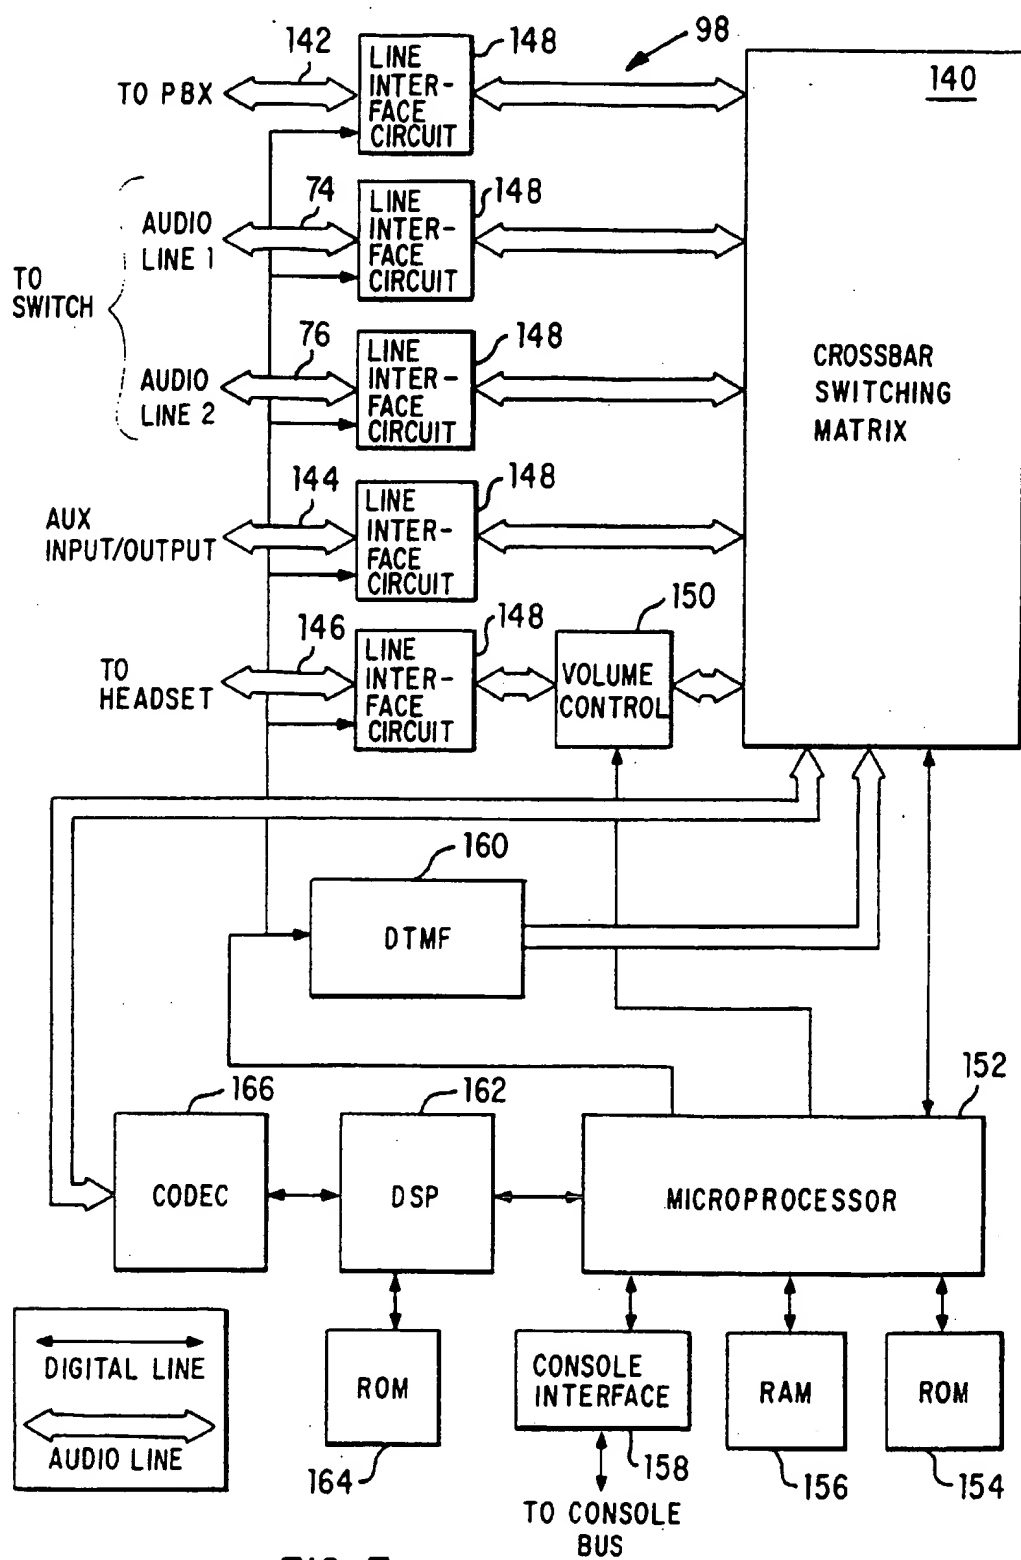 142
148
98
TO PBX
LINE
INTER-
FACE
CIRCUIT
140
TO
SWITCH
74
148
AUDIO
LINE 1
LINE
INTER-
FACE
CIRCUIT
76
148
AUDIO
LINE 2
LINE
INTER-
FACE
CIRCUIT
CROSSBAR
SWITCHING
MATRIX
144
148
AUX
INPUT/OUTPUT
LINE
INTER-
FACE
CIRCUIT
146
148
150
TO
HEADSET
LINE
INTER-
FACE
CIRCUIT
VOLUME
CONTROL
160
DTMF
166
162
152
CODEC
DSP
MICROPROCESSOR
DIGITAL LINE
AUDIO LINE
ROM
164
CONSOLE
INTERFACE
158
RAM
156
ROM
154
TO CONSOLE
BUS